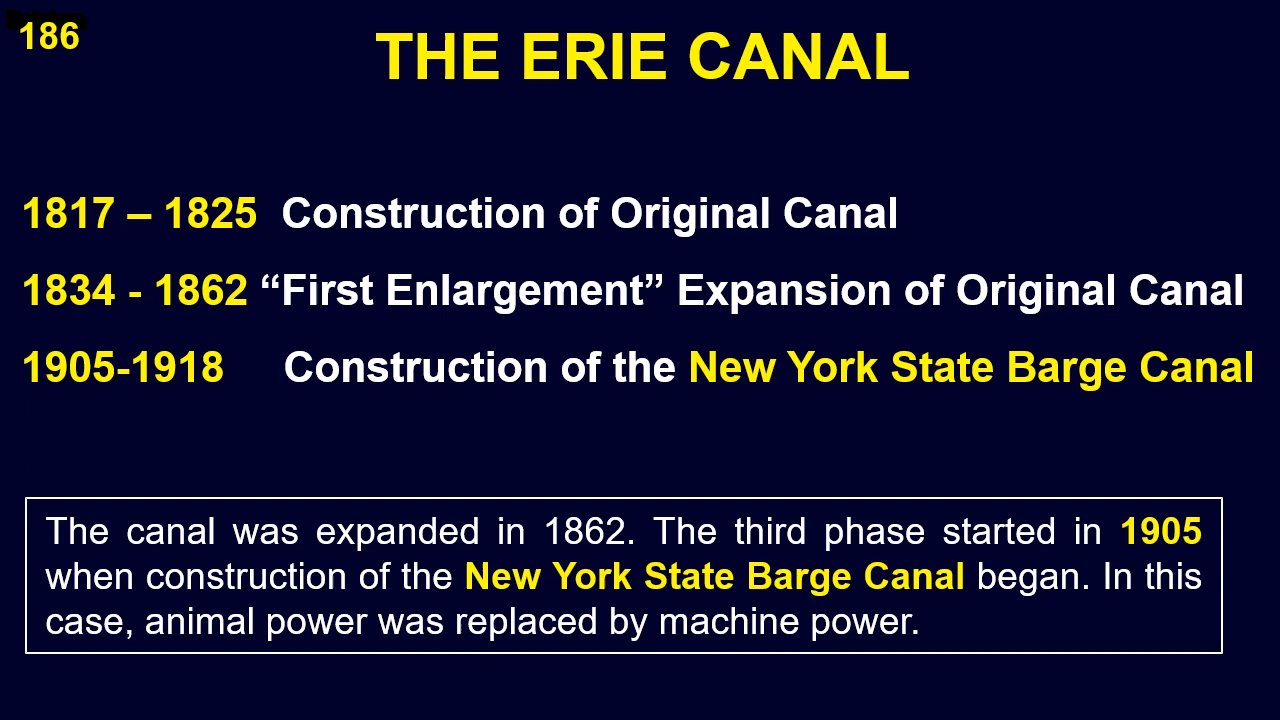 186
THE ERIE CANAL
1817 – 1825 Construction of Original Canal
1834 - 1862 “First Enlargement” Expansion of Original Canal
1905-1918 Construction of the New York State Barge Canal
The canal was expanded in 1862. The third phase started in 1905
when construction of the New York State Barge Canal began. In this
case, animal power was replaced by machine power.